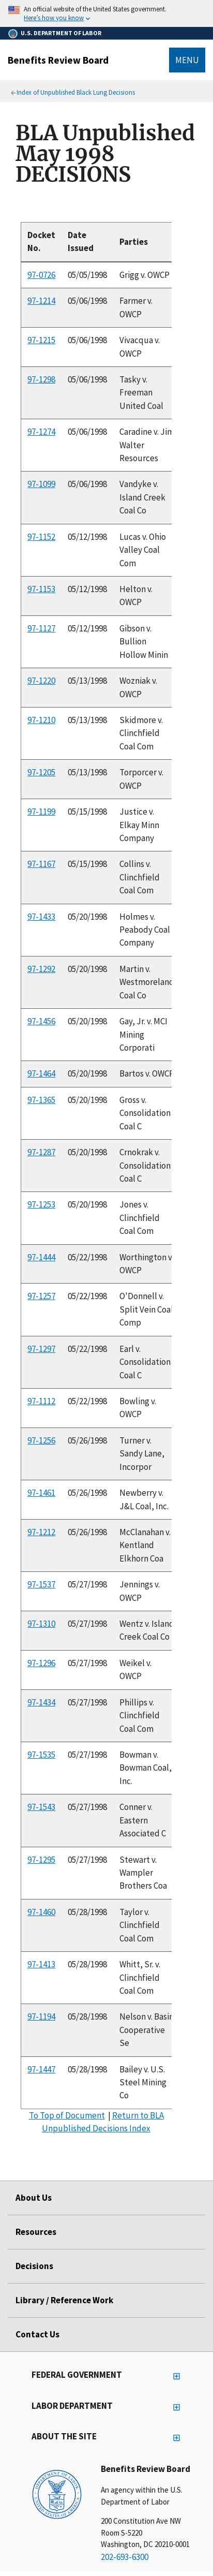 An official website of the United States government.
Here's how you know
U.S. DEPARTMENT OF LABOR
Benefits Review Board
MENU
Index of Unpublished Black Lung Decisions
BLA Unpublished
May 1998
DECISIONS
Docket No. Date Issued Parties
97-0726 05/05/1998 Grigg v. OWCP
97-1214 05/06/1998 Farmer v.
OWCP
97-1215 05/06/1998 Vivacqua v.
OWCP
97-1298 05/06/1998 Tasky v.
Freeman
United Coal
97-1274 05/06/1998 Caradine v. Jim
Walter
Resources
97-1099 05/06/1998 Vandyke v.
Island Creek
Coal Co
97-1152 05/12/1998 Lucas v. Ohio
Valley Coal
Com
97-1153 05/12/1998 Helton v.
OWCP
97-1127 05/12/1998 Gibson v.
Bullion
Hollow Minin
97-1220 05/13/1998 Wozniak v.
OWCP
97-1210 05/13/1998 Skidmore v.
Clinchfield
Coal Com
97-1205 05/13/1998 Torporcer v.
OWCP
97-1199 05/15/1998 Justice v.
Elkay Minn
Company
97-1167 05/15/1998 Collins v.
Clinchfield
Coal Com
97-1433 05/20/1998 Holmes v.
Peabody Coal
Company
97-1292 05/20/1998 Martin v.
Westmoreland
Coal Co
97-1456 05/20/1998 Gay, Jr. v. MCI
Mining
Corporati
97-1464 05/20/1998 Bartos v. OWCP
97-1365 05/20/1998 Gross v.
Consolidation
Coal C
97-1287 05/20/1998 Crnokrak v.
Consolidation
Coal C
97-1253 05/20/1998 Jones v.
Clinchfield
Coal Com
97-1444 05/22/1998 Worthington v.
OWCP
97-1257 05/22/1998 O'Donnell v.
Split Vein Coal
Comp
97-1297 05/22/1998 Earl v.
Consolidation
Coal C
97-1112 05/22/1998 Bowling v.
OWCP
97-1256 05/26/1998 Turner v.
Sandy Lane,
Incorpor
97-1461 05/26/1998 Newberry v.
J&L Coal, Inc.
97-1212 05/26/1998 McClanahan v.
Kentland
Elkhorn Coa
97-1537 05/27/1998 Jennings v.
OWCP
97-1310 05/27/1998 Wentz v. Island
Creek Coal Co
97-1296 05/27/1998 Weikel v.
OWCP
97-1434 05/27/1998 Phillips v.
Clinchfield
Coal Com
97-1535 05/27/1998 Bowman v.
Bowman Coal,
Inc.
97-1543 05/27/1998 Conner v.
Eastern
Associated C
97-1295 05/27/1998 Stewart v.
Wampler
Brothers Coa
97-1460 05/28/1998 Taylor v.
Clinchfield
Coal Com
97-1413 05/28/1998 Whitt, Sr. v.
Clinchfield
Coal Com
97-1194 05/28/1998 Nelson v. Basin
Cooperative
Se
97-1447 05/28/1998 Bailey v. U.S.
Steel Mining
Co
To Top of Document | Return to BLA
Unpublished Decisions Index
About Us
Resources
Decisions
Library / Reference Work
Contact Us
FEDERAL GOVERNMENT
LABOR DEPARTMENT
ABOUT THE SITE
Benefits Review Board
An agency within the U.S.
Department of Labor
200 Constitution Ave NW
Room S-5220
Washington, DC 20210-0001
202-693-6300